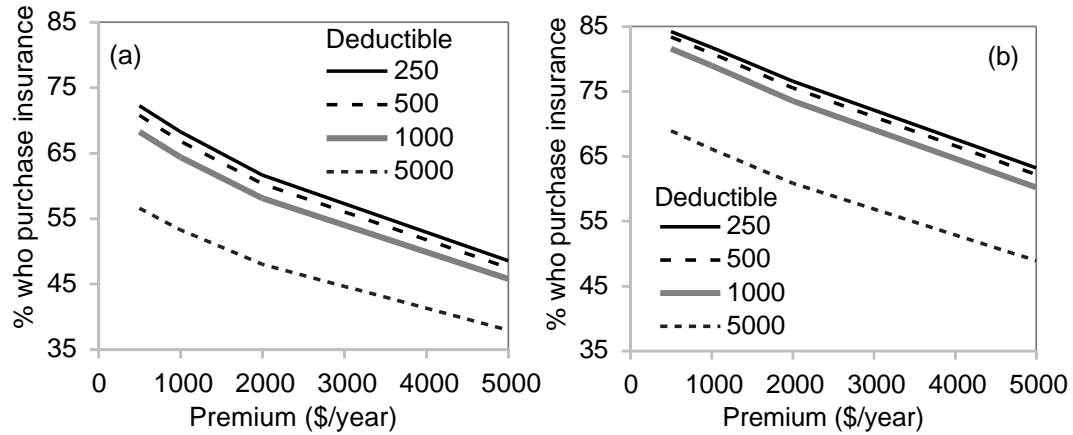 (a)
% who purchase insurance
85
75
65
55
45
35
Deductible
250
500
1000
5000
0 1000 2000 3000 4000 5000
Premium ($/year)
(b)
% who purchase insurance
85
75
65
55
45
35
Deductible
250
500
1000
5000
0 1000 2000 3000 4000 5000
Premium ($/year)